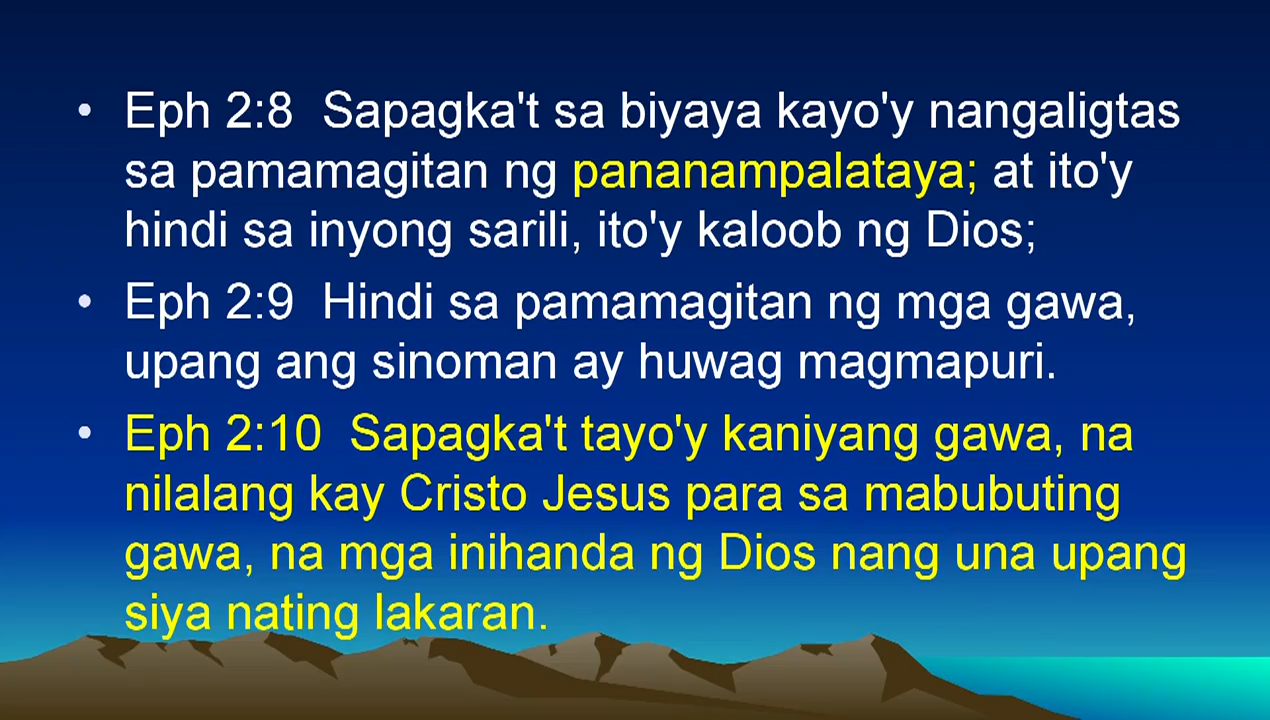 • Eph 2:8  Sapagka't sa biyaya kayo'y nangaligtas
sa pamamagitan ng pananampalataya; at ito'y
hindi sa inyong sarili, ito'y kaloob ng Dios;
• Eph 2:9  Hindi sa pamamagitan ng mga gawa,
upang ang sinoman ay huwag magmapuri.
• Eph 2:10  Sapagka't tayo'y kaniyang gawa, na
nilalang kay Cristo Jesus para sa mabubuting
gawa, na mga inihanda ng Dios nang una upang
siya nating lakaran.